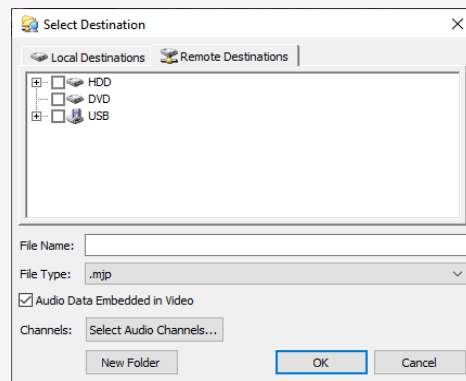 Select Destination
Local Destinations Remote Destinations
HDD
DVD
USB
File Name:
File Type: .mjp
Audio Data Embedded in Video
Channels: Select Audio Channels...
New Folder OK Cancel